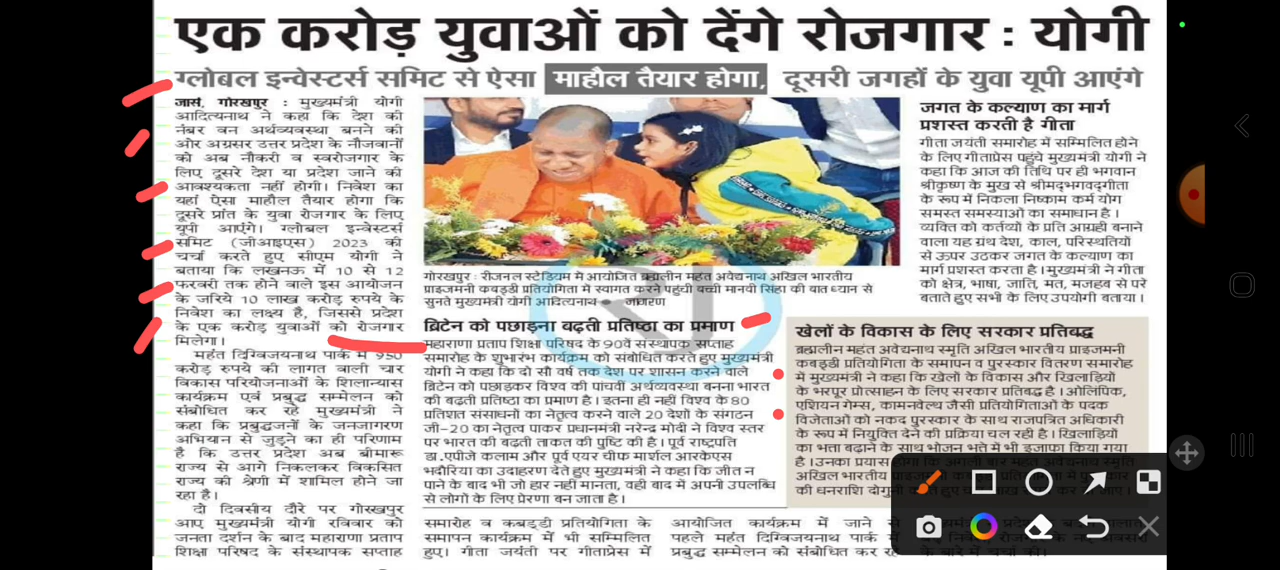 एक करोड़ युवाओं को देंगे रोजगार : योगी
ग्लोबल इन्वेस्टर्स समिट से ऐसा माहौल तैयार होगा, दूसरी जगहों के युवा यूपी आएंगे
जासं, गोरखपुर : मुख्यमंत्री योगी
आदित्यनाथ ने कहा कि देश की
नंबर वन अर्थव्यवस्था बनने की
ओर अग्रसर उत्तर प्रदेश के नौजवानों
को अब नौकरी व स्वरोजगार के
लिए दूसरे देश या प्रदेश जाने की
आवश्यकता नहीं होगी। निवेश का
यहां ऐसा माहौल तैयार होगा कि
दूसरे प्रांत के युवा रोजगार के लिए
यूपी आएंगे। ग्लोबल इन्वेस्टर्स
समिट (जीआइएस) 2023 की
चर्चा करते हुए सीएम योगी ने
बताया कि लखनऊ में 10 से 12
फरवरी तक होने वाले इस आयोजन
के जरिये 10 लाख करोड़ रुपये के
निवेश का लक्ष्य है, जिससे प्रदेश
के एक करोड़ युवाओं को रोजगार
मिलेगा।
महंत दिग्विजयनाथ पार्क में 950
करोड़ रुपये की लागत वाली चार
विकास परियोजनाओं के शिलान्यास
कार्यक्रम एवं प्रबुद्ध सम्मेलन को
संबोधित कर रहे मुख्यमंत्री ने
कहा कि प्रबुद्धजनों के जनजागरण
अभियान से जुड़ने का ही परिणाम
है कि उत्तर प्रदेश अब बीमारू
राज्य से आगे निकलकर विकसित
राज्य की श्रेणी में शामिल होने जा
रहा है।
दो दिवसीय दौरे पर गोरखपुर
आए मुख्यमंत्री योगी रविवार को
जनता दर्शन के बाद महाराणा प्रताप
शिक्षा परिषद के संस्थापक सप्ताह
गोरखपुर : रीजनल स्टेडियम में आयोजित ब्रह्मलीन महंत अवेद्यनाथ अखिल भारतीय
प्राइजमनी कबड्डी प्रतियोगिता में स्वागत करने पहुंची बच्ची मानवी सिंहा की बात ध्यान से
सुनते मुख्यमंत्री योगी आदित्यनाथ ● जागरण
ब्रिटेन को पछाड़ना बढ़ती प्रतिष्ठा का प्रमाण
महाराणा प्रताप शिक्षा परिषद के 90वें संस्थापक सप्ताह
समारोह के शुभारंभ कार्यक्रम को संबोधित करते हुए मुख्यमंत्री
योगी ने कहा कि दो सौ वर्ष तक देश पर शासन करने वाले
ब्रिटेन को पछाड़कर विश्व की पांचवीं अर्थव्यवस्था बनना भारत
की बढ़ती प्रतिष्ठा का प्रमाण है। इतना ही नहीं विश्व के 80
प्रतिशत संसाधनों का नेतृत्व करने वाले 20 देशों के संगठन
जी-20 का नेतृत्व पाकर प्रधानमंत्री नरेन्द्र मोदी ने विश्व स्तर
पर भारत की बढ़ती ताकत की पुष्टि की है। पूर्व राष्ट्रपति
डा.एपीजे कलाम और पूर्व एयर चीफ मार्शल आरकेएस
भदौरिया का उदाहरण देते हुए मुख्यमंत्री ने कहा कि जीत न
पाने के बाद भी जो हार नहीं मानता, वही बाद में अपनी उपलब्धि
से लोगों के लिए प्रेरणा बन जाता है।
समारोह व कबड्डी प्रतियोगिता के
समापन कार्यक्रम में भी सम्मिलित
हुए। गीता जयंती पर गीताप्रेस में
आयोजित कार्यक्रम में जाने से
पहले महंत दिग्विजयनाथ पार्क में
प्रबुद्ध सम्मेलन को संबोधित कर रहे
जगत के कल्याण का मार्ग
प्रशस्त करती है गीता
गीता जयंती समारोह में सम्मिलित होने
के लिए गीताप्रेस पहुंचे मुख्यमंत्री योगी ने
कहा कि आज की तिथि पर ही भगवान
श्रीकृष्ण के मुख से श्रीमद्भगवद्गीता
के रूप में निकला निष्काम कर्म योग
समस्त समस्याओं का समाधान है।
व्यक्ति को कर्तव्यों के प्रति आग्रही बनाने
वाला यह ग्रंथ देश, काल, परिस्थितियों
से ऊपर उठकर जगत के कल्याण का
मार्ग प्रशस्त करता है। मुख्यमंत्री ने गीता
को क्षेत्र, भाषा, जाति, मत, मजहब से परे
बताते हुए सभी के लिए उपयोगी बताया।
खेलों के विकास के लिए सरकार प्रतिबद्ध
ब्रह्मलीन महंत अवेद्यनाथ स्मृति अखिल भारतीय प्राइजमनी
कबड्डी प्रतियोगिता के समापन व पुरस्कार वितरण समारोह
में मुख्यमंत्री ने कहा कि खेलों के विकास और खिलाड़ियों
के भरपूर प्रोत्साहन के लिए सरकार प्रतिबद्ध है। ओलिंपिक,
एशियन गेम्स, कामनवेल्थ जैसी प्रतियोगिताओं के पदक
विजेताओं को नकद पुरस्कार के साथ राजपत्रित अधिकारी
के रूप में नियुक्ति देने की प्रक्रिया चल रही है। खिलाड़ियों
का भत्ता बढ़ाने के साथ भोजन भत्ते में भी इजाफा किया गया
है। उनका प्रयास होगा कि अगली बार महंत अवेद्यनाथ स्मृति
अखिल भारतीय
की धनराशि